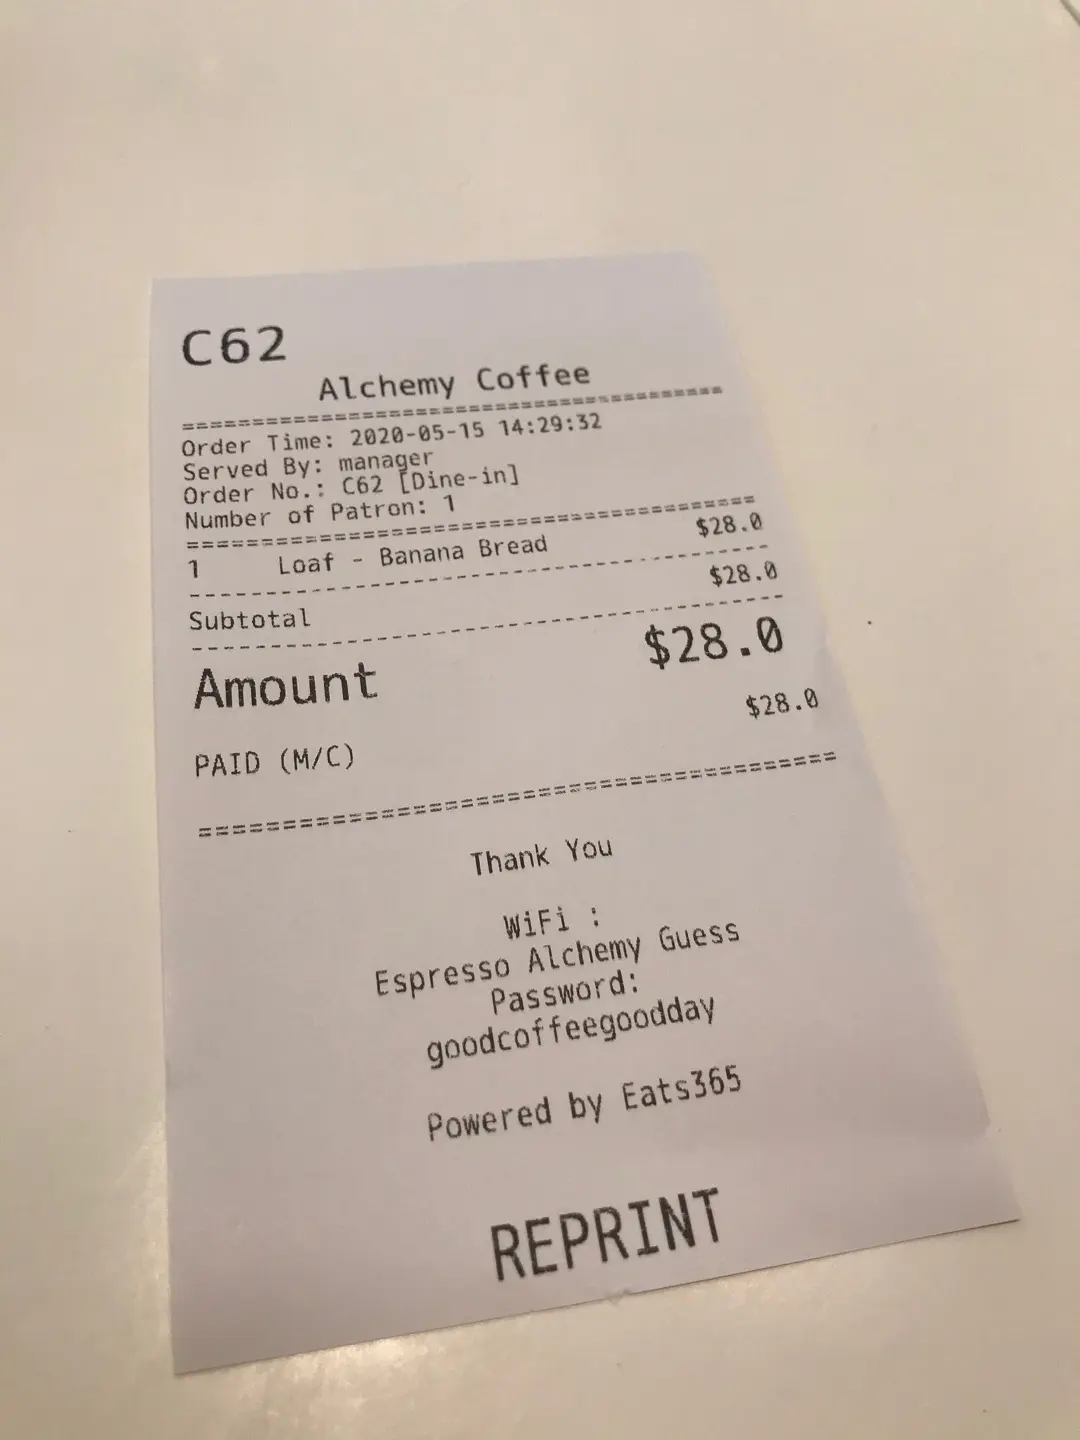 C62
Alchemy Coffee
======================================
Order Time: 2020-05-15 14:29:32
Served By: manager
Order No.: C62 [Dine-in]
Number of Patron: 1
======================================
1 Loaf - Banana Bread $28.0
--------------------------------------
Subtotal $28.0
--------------------------------------
Amount $28.0
PAID (M/C) $28.0
======================================
Thank You
WiFi :
Espresso Alchemy Guess
Password:
goodcoffeegoodday
Powered by Eats365
REPRINT